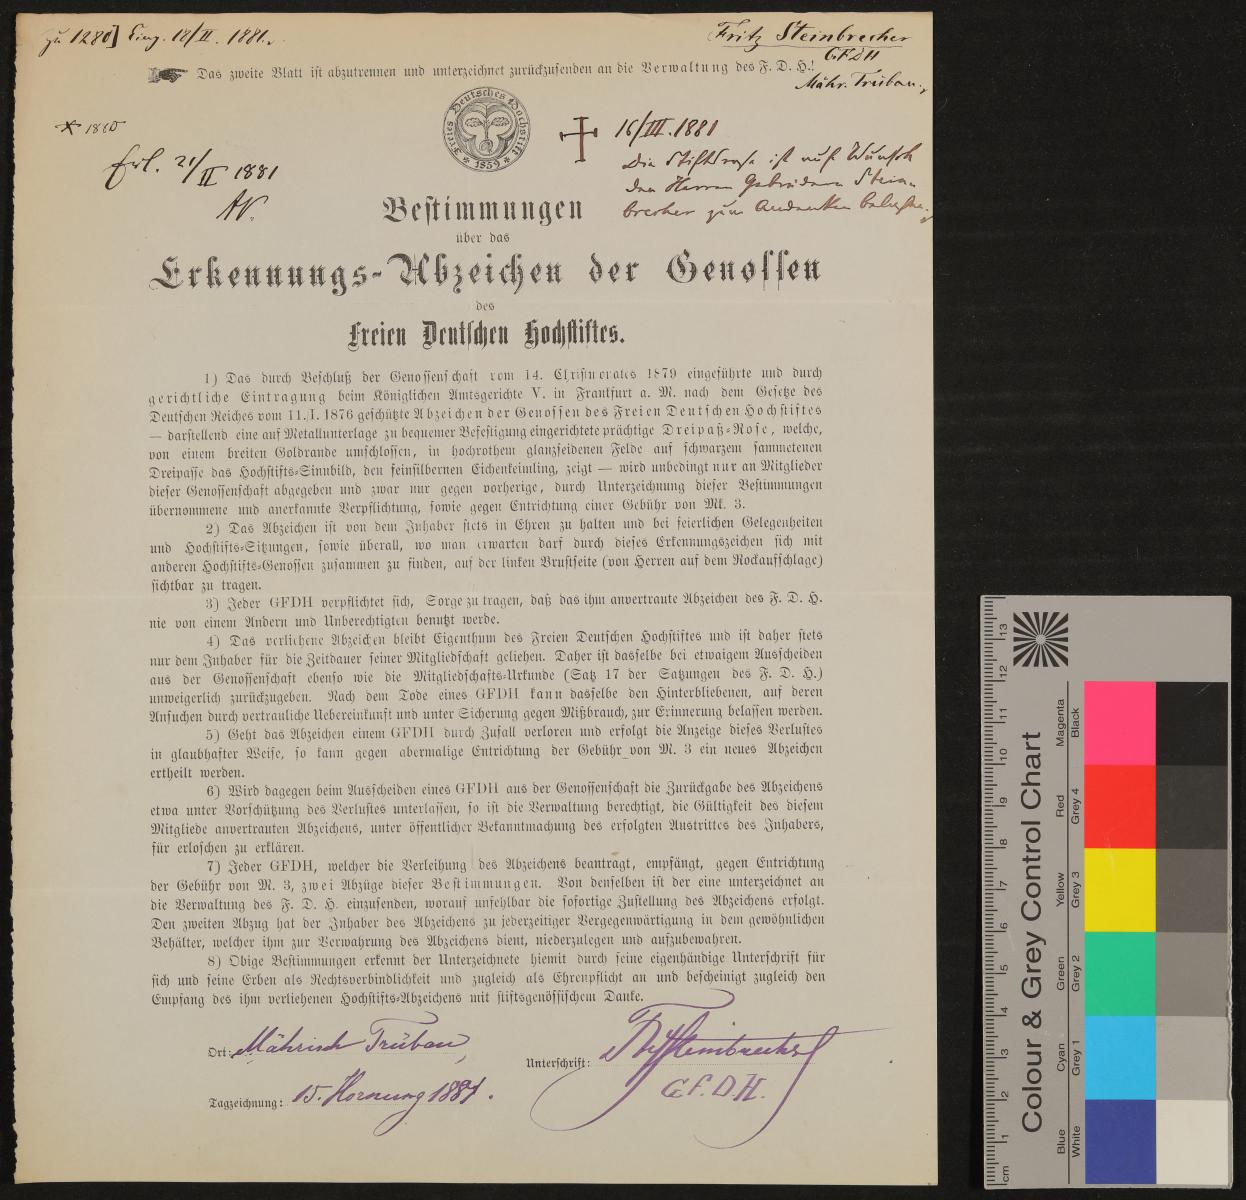 zu 1280] Eing. 18/II. 1881.
Fritz Steinbrecher
GFDH
Mähr. Trübau.
Das zweite Blatt ist abzutrennen und unterzeichnet zurückzusenden an die Verwaltung des F. D. H.!
Freies Deutsches Hochstift
* 1859 *
Erl. 21/II 1881
16/III. 1881
Die Stiftsrose ist auf Wunsch
den Herren Gebrüdern Stein-
brecher zum Andenken belassen.
Bestimmungen
über das
Erkennungs-Abzeichen der Genossen
des
Freien Deutschen Hochstiftes.
1) Das durch Beschluß der Genossenschaft vom 14. Christmonates 1879 eingeführte und durch
gerichtliche Eintragung beim Königlichen Amtsgerichte V. in Frankfurt a. M. nach dem Gesetze des
Deutschen Reiches vom 11. I. 1876 geschützte Abzeichen der Genossen des Freien Deutschen Hochstiftes
— darstellend eine auf Metallunterlage zu bequemer Befestigung eingerichtete prächtige Dreipaß-Rose, welche,
von einem breiten Goldrande umschlossen, in hochrothem glanzseidenen Felde auf schwarzem sammetenen
Dreipasse das Hochstifts-Sinnbild, den feinsilbernen Eichenkeimling, zeigt — wird unbedingt nur an Mitglieder
dieser Genossenschaft abgegeben und zwar nur gegen vorherige, durch Unterzeichnung dieser Bestimmungen
übernommene und anerkannte Verpflichtung, sowie gegen Entrichtung einer Gebühr von Mk. 3.
2) Das Abzeichen ist von dem Inhaber stets in Ehren zu halten und bei feierlichen Gelegenheiten
und Hochstifts-Sitzungen, sowie überall, wo man erwarten darf durch dieses Erkennungszeichen sich mit
anderen Hochstifts-Genossen zusammen zu finden, auf der linken Brustseite (von Herren auf dem Rockaufschlage)
sichtbar zu tragen.
3) Jeder GFDH verpflichtet sich, Sorge zu tragen, daß das ihm anvertraute Abzeichen des F. D. H.
nie von einem Andern und Unberechtigten benutzt werde.
4) Das verliehene Abzeichen bleibt Eigenthum des Freien Deutschen Hochstiftes und ist daher stets
nur dem Inhaber für die Zeitdauer seiner Mitgliedschaft geliehen. Daher ist dasselbe bei etwaigem Ausscheiden
aus der Genossenschaft ebenso wie die Mitgliedschafts-Urkunde (Satz 17 der Satzungen des F. D. H.)
unweigerlich zurückzugeben. Nach dem Tode eines GFDH kann dasselbe den Hinterbliebenen, auf deren
Ansuchen durch vertrauliche Uebereinkunft und unter Sicherung gegen Mißbrauch, zur Erinnerung belassen werden.
5) Geht das Abzeichen einem GFDH durch Zufall verloren und erfolgt die Anzeige dieses Verlustes
in glaubhafter Weise, so kann gegen abermalige Entrichtung der Gebühr von M. 3 ein neues Abzeichen
ertheilt werden.
6) Wird dagegen beim Ausscheiden eines GFDH aus der Genossenschaft die Zurückgabe des Abzeichens
etwa unter Vorschützung des Verlustes unterlassen, so ist die Verwaltung berechtigt, die Gültigkeit des diesem
Mitgliede anvertrauten Abzeichens, unter öffentlicher Bekanntmachung des erfolgten Austrittes des Inhabers,
für erloschen zu erklären.
7) Jeder GFDH, welcher die Verleihung des Abzeichens beantragt, empfängt, gegen Entrichtung
der Gebühr von M. 3, zwei Abzüge dieser Bestimmungen. Von denselben ist der eine unterzeichnet an
die Verwaltung des F. D. H. einzusenden, worauf unfehlbar die sofortige Zustellung des Abzeichens erfolgt.
Den zweiten Abzug hat der Inhaber des Abzeichens zu jederzeitiger Vergegenwärtigung in dem gewöhnlichen
Behälter, welcher ihm zur Verwahrung des Abzeichens dient, niederzulegen und aufzubewahren.
8) Obige Bestimmungen erkennt der Unterzeichnete hiemit durch seine eigenhändige Unterschrift für
sich und seine Erben als Rechtsverbindlichkeit und zugleich als Ehrenpflicht an und bescheinigt zugleich den
Empfang des ihm verliehenen Hochstifts-Abzeichens mit stiftsgenössischem Danke.
Ort: Mährisch Trübau,
Unterschrift: Steinbrecher
G.F.D.H.
Tagzeichnung: 15. Hornung 1881.
Colour & Grey Control Chart
Blue Cyan Green Yellow Red Magenta
White Grey 1 Grey 2 Grey 3 Grey 4 Black
cm 1 2 3 4 5 6 7 8 9 10 11 12 13